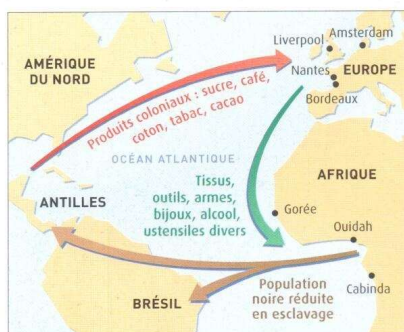 AMÉRIQUE
DU NORD
Liverpool
Amsterdam
Nantes
EUROPE
Bordeaux
Produits coloniaux : sucre, café,
coton, tabac, cacao
OCÉAN ATLANTIQUE
Tissus,
outils, armes,
bijoux, alcool,
ustensiles divers
AFRIQUE
ANTILLES
Gorée
Ouidah
Cabinda
BRÉSIL
Population
noire réduite
en esclavage